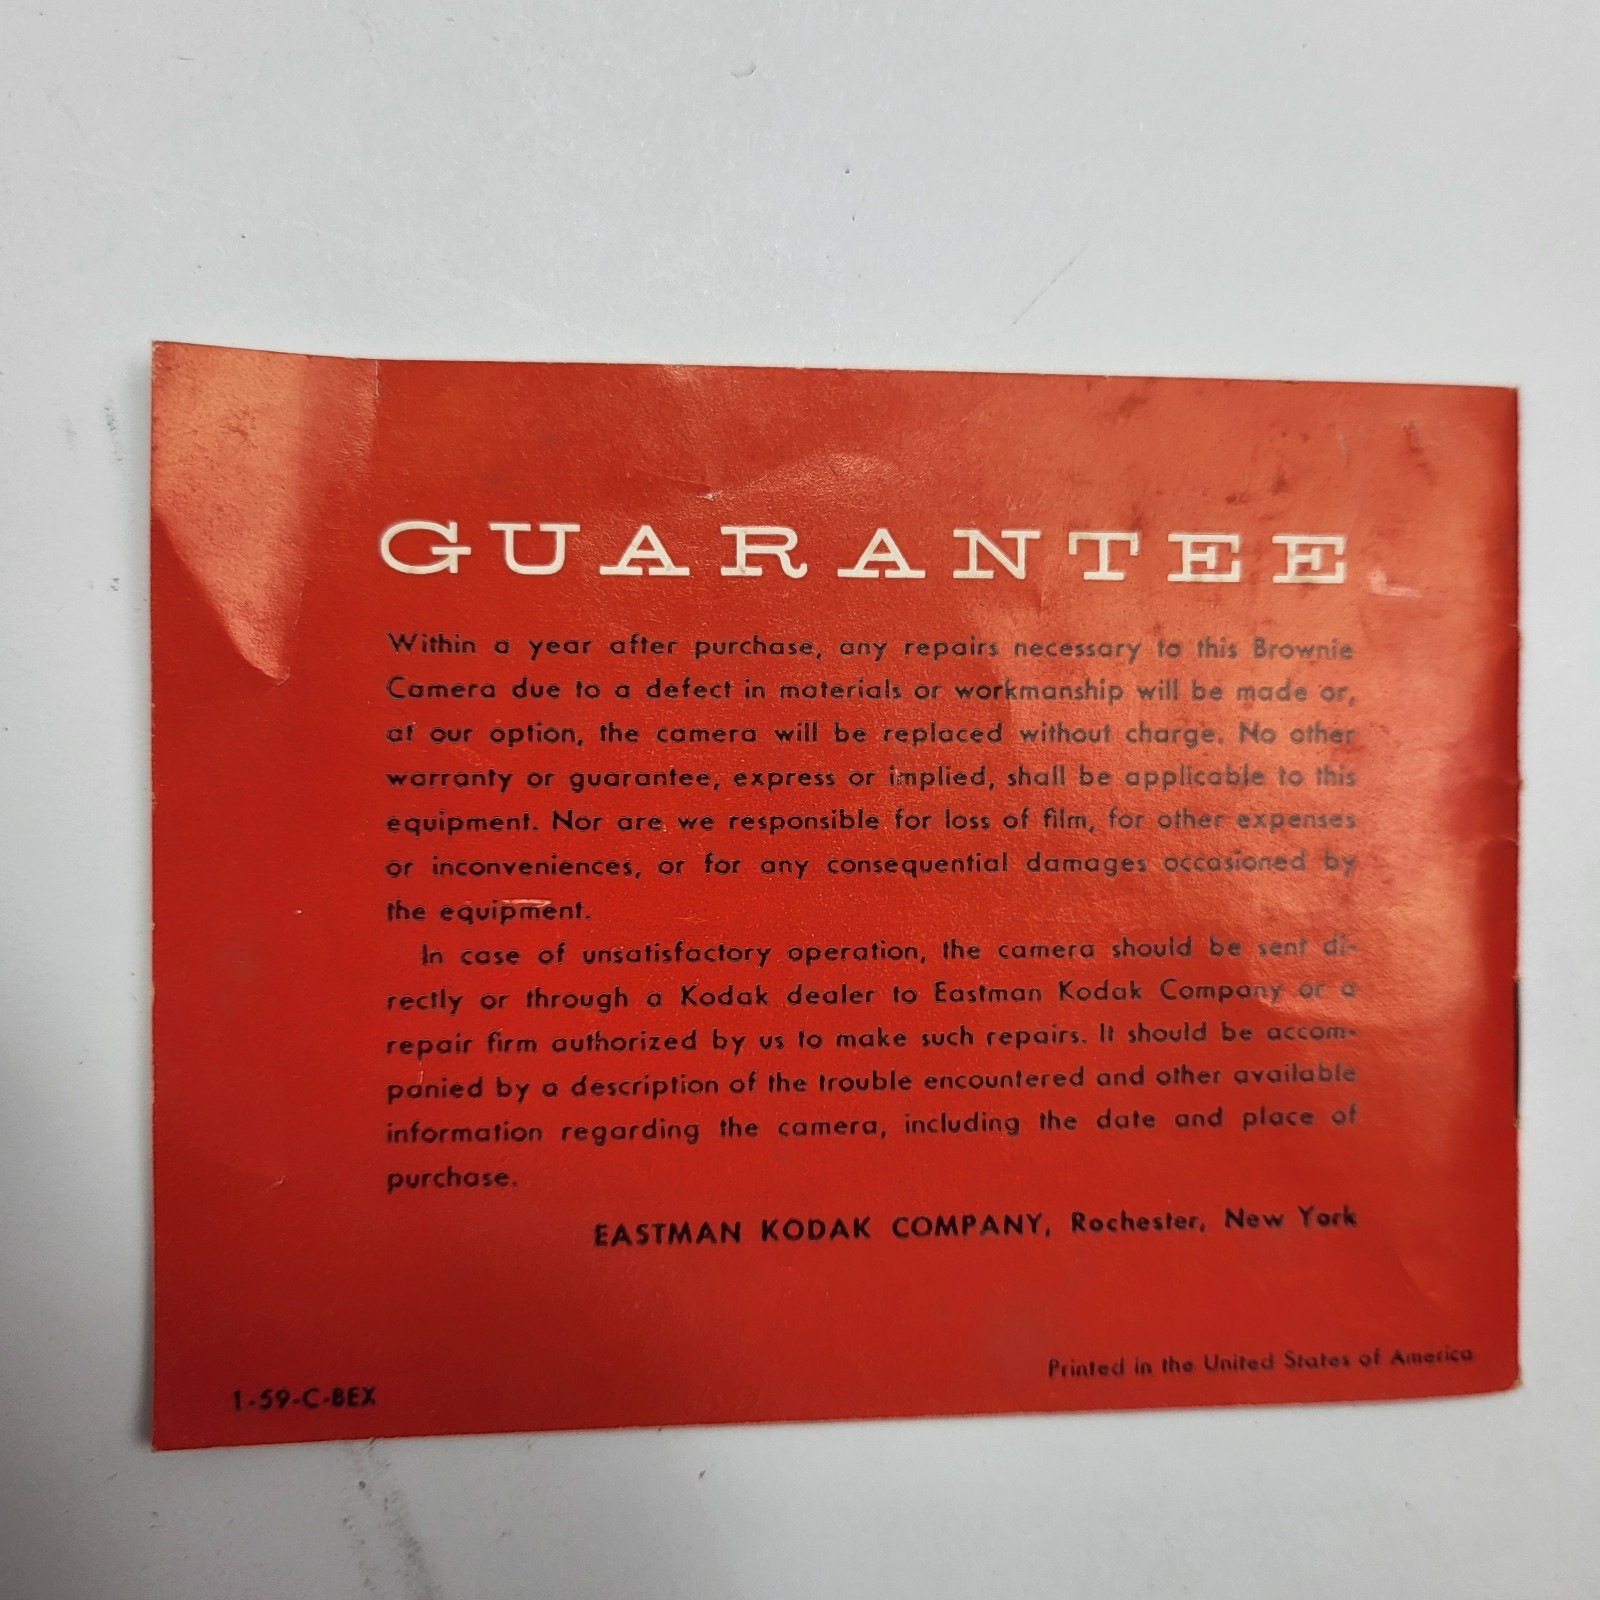 GUARANTEE
Within a year after purchase, any repairs necessary to this Brownie
Camera due to a defect in materials or workmanship will be made or,
at our option, the camera will be replaced without charge. No other
warranty or guarantee, express or implied, shall be applicable to this
equipment. Nor are we responsible for loss of film, for other expenses
or inconveniences, or for any consequential damages occasioned by
the equipment.
In case of unsatisfactory operation, the camera should be sent di-
rectly or through a Kodak dealer to Eastman Kodak Company or a
repair firm authorized by us to make such repairs. It should be accom-
panied by a description of the trouble encountered and other available
information regarding the camera, including the date and place of
purchase.
EASTMAN KODAK COMPANY, Rochester, New York
Printed in the United States of America
1-59-C-BEX